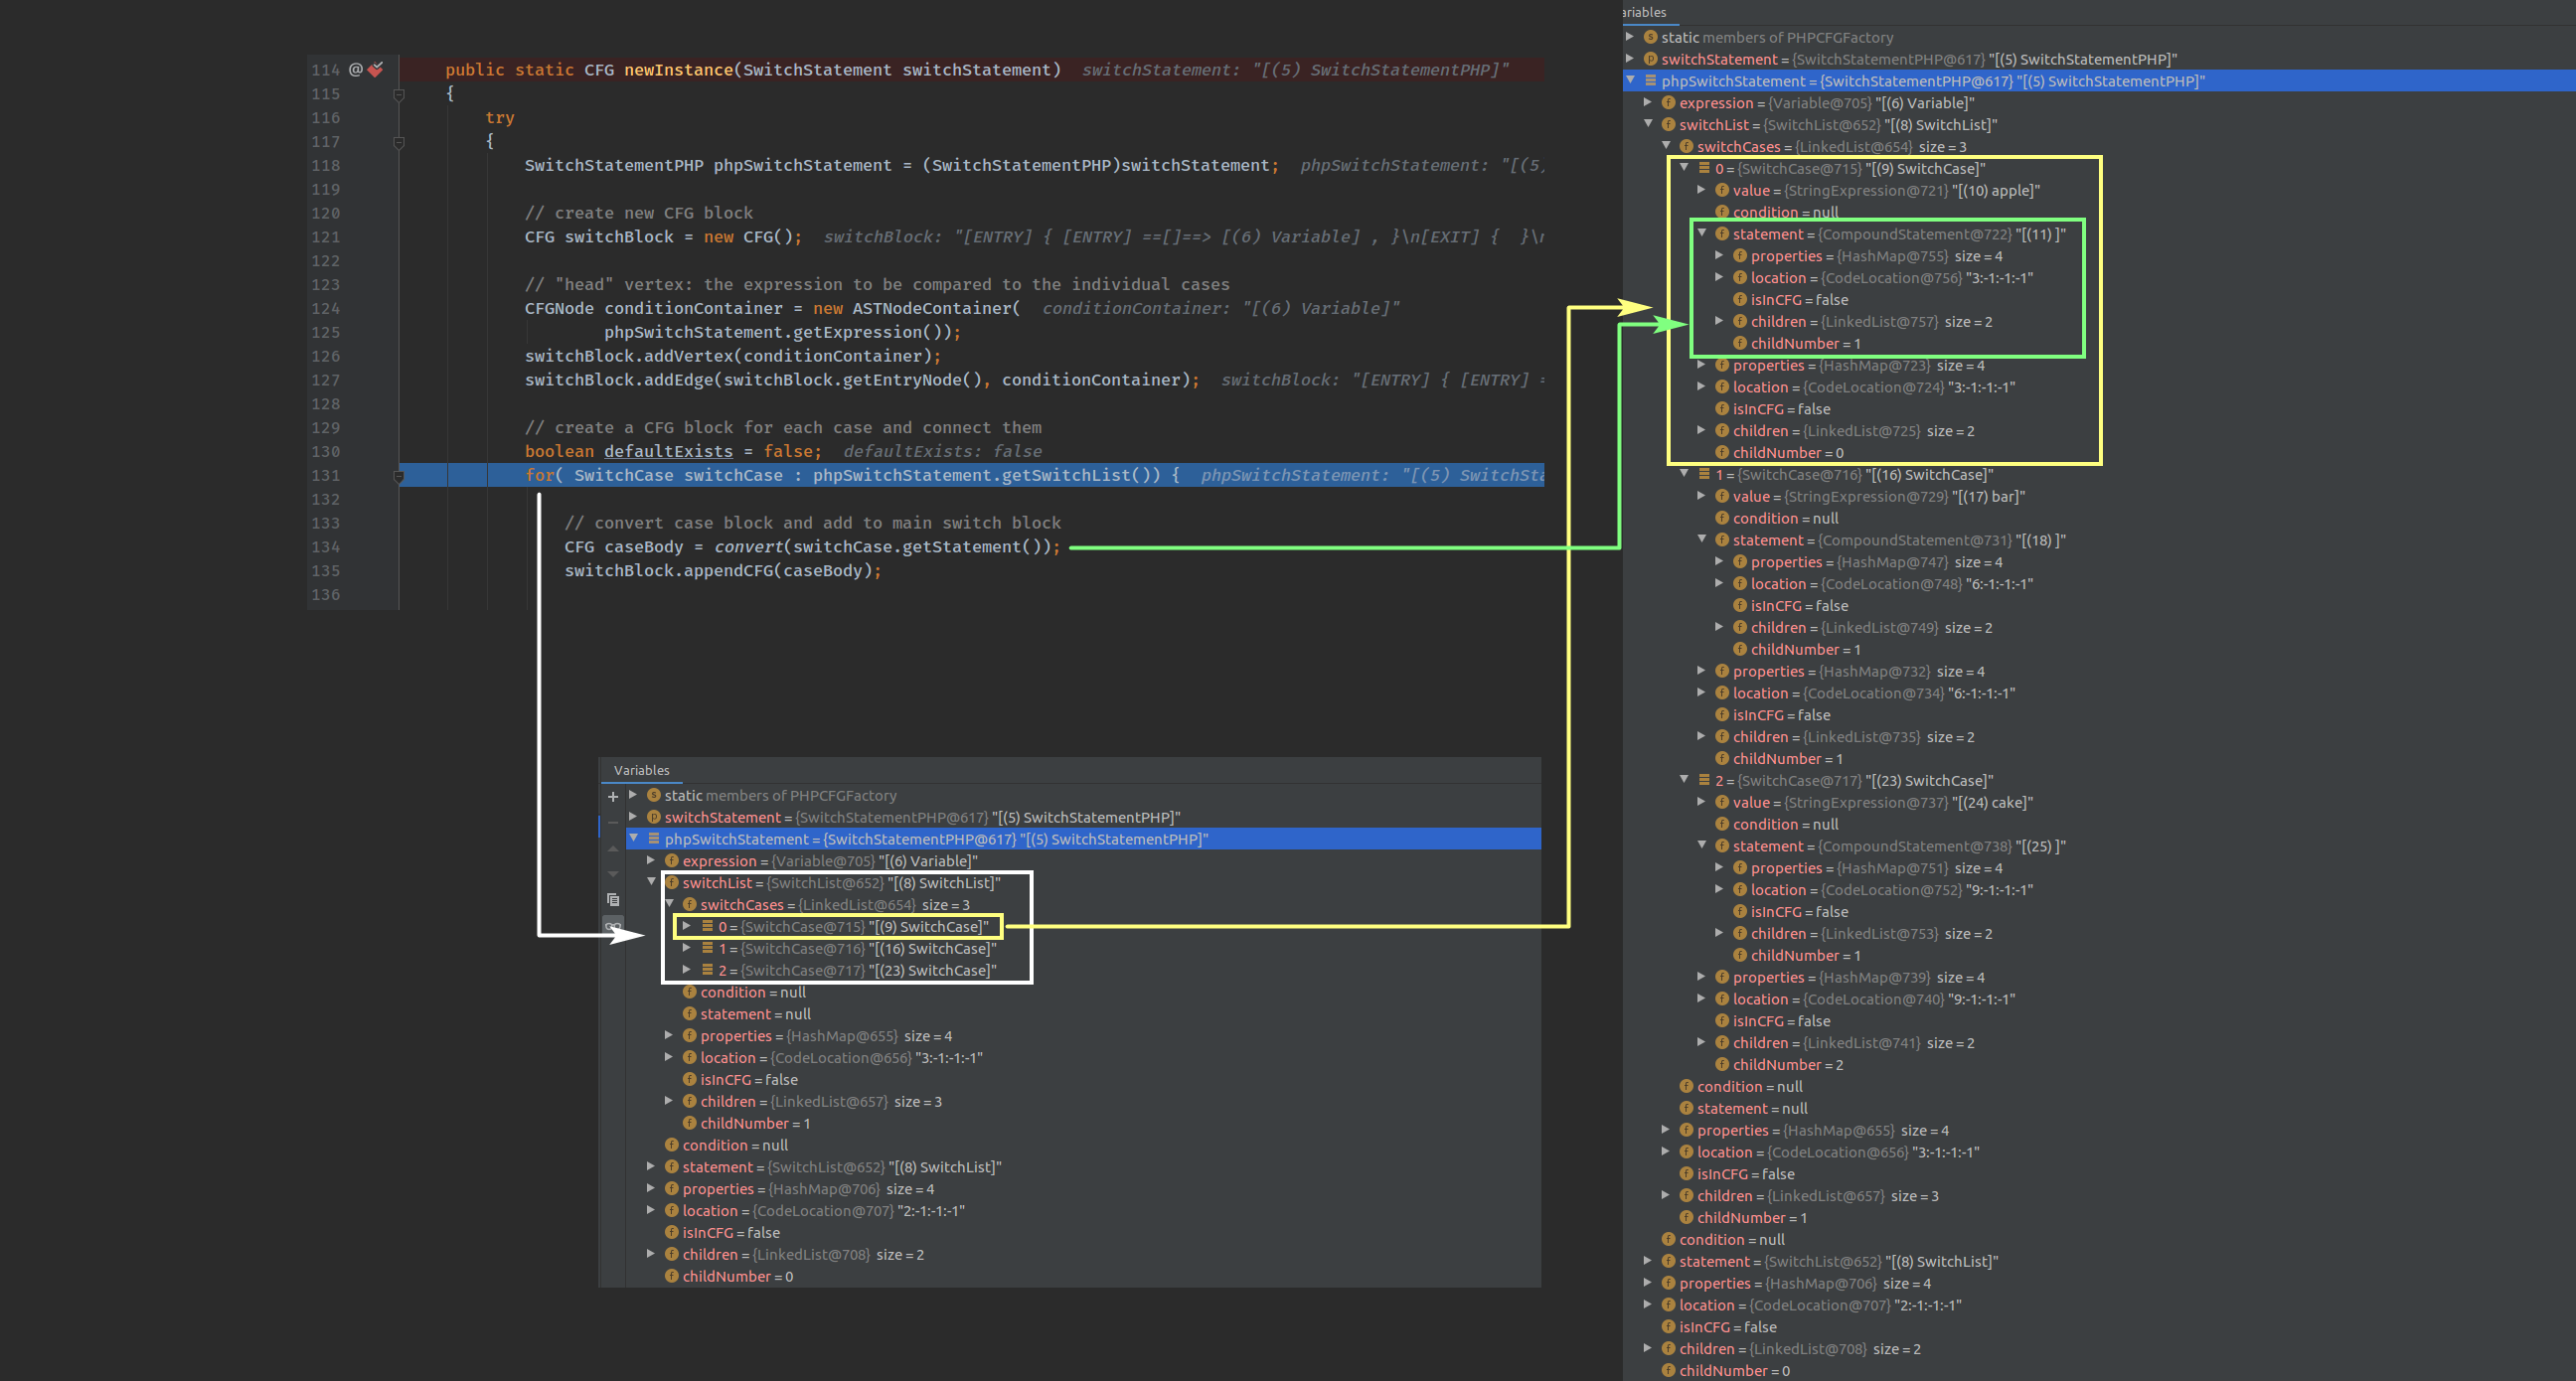 114 @ public static CFG newInstance(SwitchStatement switchStatement) switchStatement: "[(5) SwitchStatementPHP]"
115 {
116 try
117 {
118 SwitchStatementPHP phpSwitchStatement = (SwitchStatementPHP)switchStatement; phpSwitchStatement: "[(5)
119
120 // create new CFG block
121 CFG switchBlock = new CFG(); switchBlock: "[ENTRY] { [ENTRY] ==[]==> [(6) Variable] , }\n[EXIT] { }\n
122
123 // "head" vertex: the expression to be compared to the individual cases
124 CFGNode conditionContainer = new ASTNodeContainer( conditionContainer: "[(6) Variable]"
125 phpSwitchStatement.getExpression());
126 switchBlock.addVertex(conditionContainer);
127 switchBlock.addEdge(switchBlock.getEntryNode(), conditionContainer); switchBlock: "[ENTRY] { [ENTRY] =
128
129 // create a CFG block for each case and connect them
130 boolean defaultExists = false; defaultExists: false
131 for( SwitchCase switchCase : phpSwitchStatement.getSwitchList()) { phpSwitchStatement: "[(5) SwitchSta
132
133 // convert case block and add to main switch block
134 CFG caseBody = convert(switchCase.getStatement());
135 switchBlock.appendCFG(caseBody);
136
Variables
static members of PHPCFGFactory
switchStatement = {SwitchStatementPHP@617} "[(5) SwitchStatementPHP]"
phpSwitchStatement = {SwitchStatementPHP@617} "[(5) SwitchStatementPHP]"
expression = {Variable@705} "[(6) Variable]"
switchList = {SwitchList@652} "[(8) SwitchList]"
switchCases = {LinkedList@654} size = 3
0 = {SwitchCase@715} "[(9) SwitchCase]"
1 = {SwitchCase@716} "[(16) SwitchCase]"
2 = {SwitchCase@717} "[(23) SwitchCase]"
condition = null
statement = null
properties = {HashMap@655} size = 4
location = {CodeLocation@656} "3:-1:-1:-1"
isInCFG = false
children = {LinkedList@657} size = 3
childNumber = 1
condition = null
statement = {SwitchList@652} "[(8) SwitchList]"
properties = {HashMap@706} size = 4
location = {CodeLocation@707} "2:-1:-1:-1"
isInCFG = false
children = {LinkedList@708} size = 2
childNumber = 0
ariables
static members of PHPCFGFactory
switchStatement = {SwitchStatementPHP@617} "[(5) SwitchStatementPHP]"
phpSwitchStatement = {SwitchStatementPHP@617} "[(5) SwitchStatementPHP]"
expression = {Variable@705} "[(6) Variable]"
switchList = {SwitchList@652} "[(8) SwitchList]"
switchCases = {LinkedList@654} size = 3
0 = {SwitchCase@715} "[(9) SwitchCase]"
value = {StringExpression@721} "[(10) apple]"
condition = null
statement = {CompoundStatement@722} "[(11) ]"
properties = {HashMap@755} size = 4
location = {CodeLocation@756} "3:-1:-1:-1"
isInCFG = false
children = {LinkedList@757} size = 2
childNumber = 1
properties = {HashMap@723} size = 4
location = {CodeLocation@724} "3:-1:-1:-1"
isInCFG = false
children = {LinkedList@725} size = 2
childNumber = 0
1 = {SwitchCase@716} "[(16) SwitchCase]"
value = {StringExpression@729} "[(17) bar]"
condition = null
statement = {CompoundStatement@731} "[(18) ]"
properties = {HashMap@747} size = 4
location = {CodeLocation@748} "6:-1:-1:-1"
isInCFG = false
children = {LinkedList@749} size = 2
childNumber = 1
properties = {HashMap@732} size = 4
location = {CodeLocation@734} "6:-1:-1:-1"
isInCFG = false
children = {LinkedList@735} size = 2
childNumber = 1
2 = {SwitchCase@717} "[(23) SwitchCase]"
value = {StringExpression@737} "[(24) cake]"
condition = null
statement = {CompoundStatement@738} "[(25) ]"
properties = {HashMap@751} size = 4
location = {CodeLocation@752} "9:-1:-1:-1"
isInCFG = false
children = {LinkedList@753} size = 2
childNumber = 1
properties = {HashMap@739} size = 4
location = {CodeLocation@740} "9:-1:-1:-1"
isInCFG = false
children = {LinkedList@741} size = 2
childNumber = 2
condition = null
statement = null
properties = {HashMap@655} size = 4
location = {CodeLocation@656} "3:-1:-1:-1"
isInCFG = false
children = {LinkedList@657} size = 3
childNumber = 1
condition = null
statement = {SwitchList@652} "[(8) SwitchList]"
properties = {HashMap@706} size = 4
location = {CodeLocation@707} "2:-1:-1:-1"
isInCFG = false
children = {LinkedList@708} size = 2
childNumber = 0